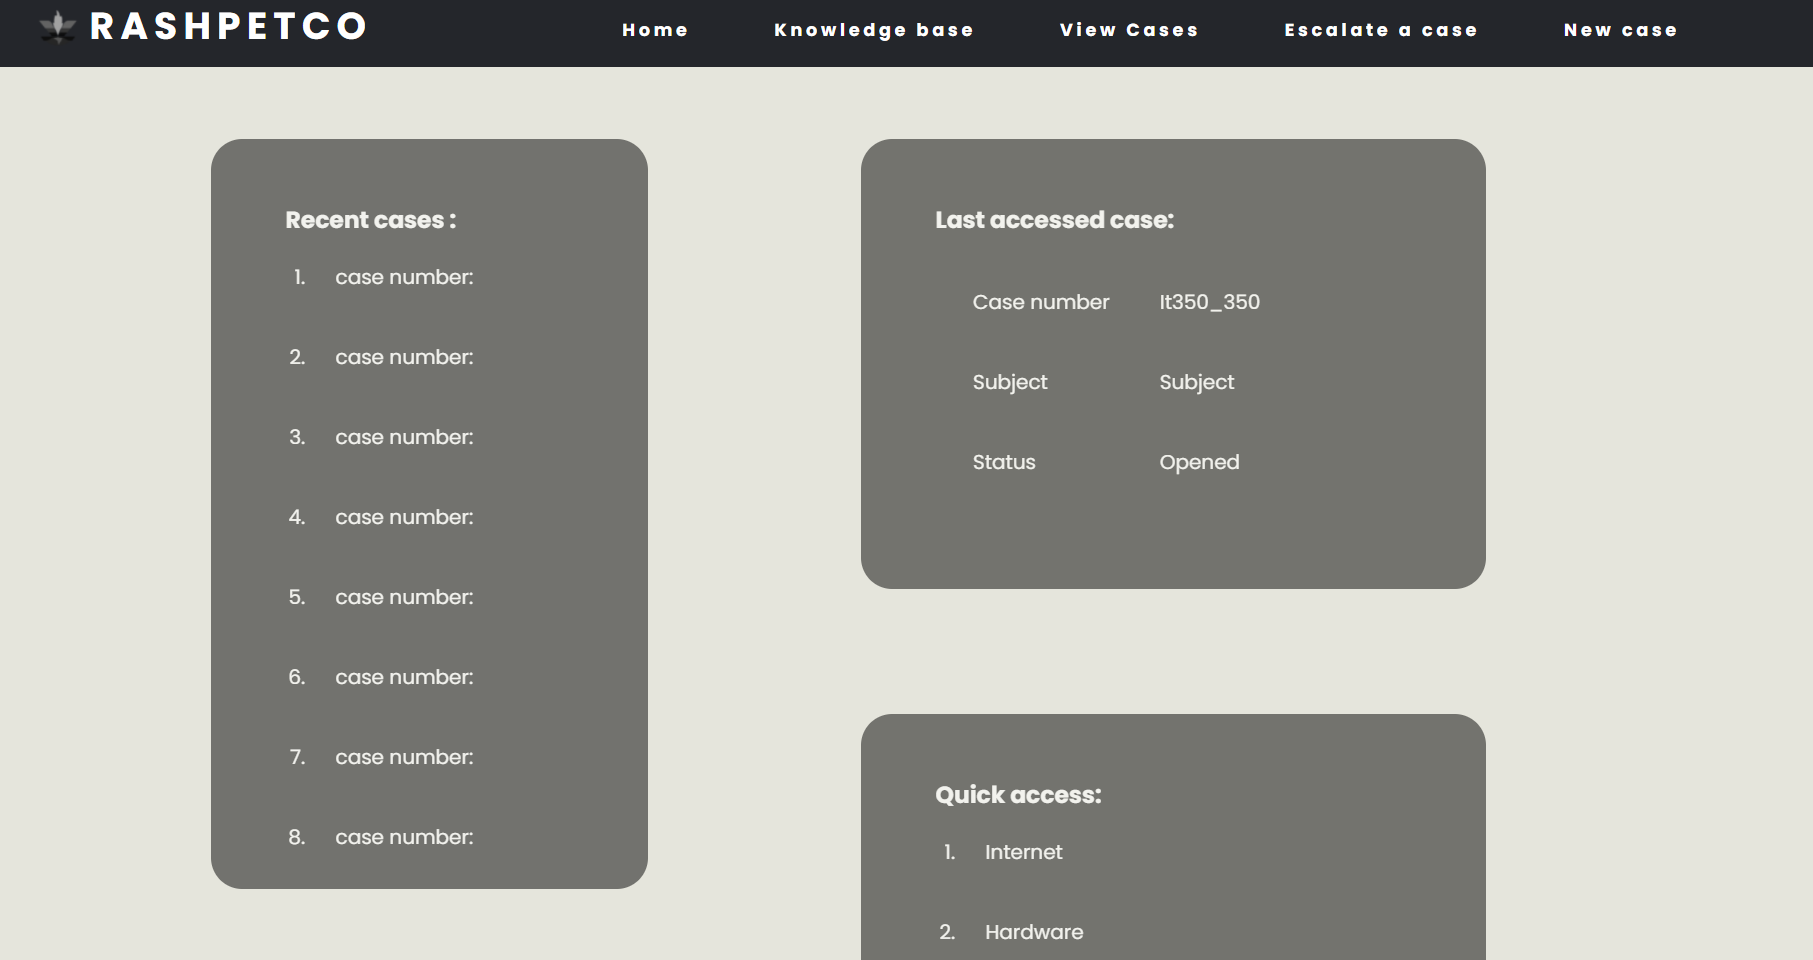 RASHPETCO
Home Knowledge base View Cases Escalate a case New case
Recent cases :
1. case number:
2. case number:
3. case number:
4. case number:
5. case number:
6. case number:
7. case number:
8. case number:
Last accessed case:
Case number It350_350
Subject Subject
Status Opened
Quick access:
1. Internet
2. Hardware